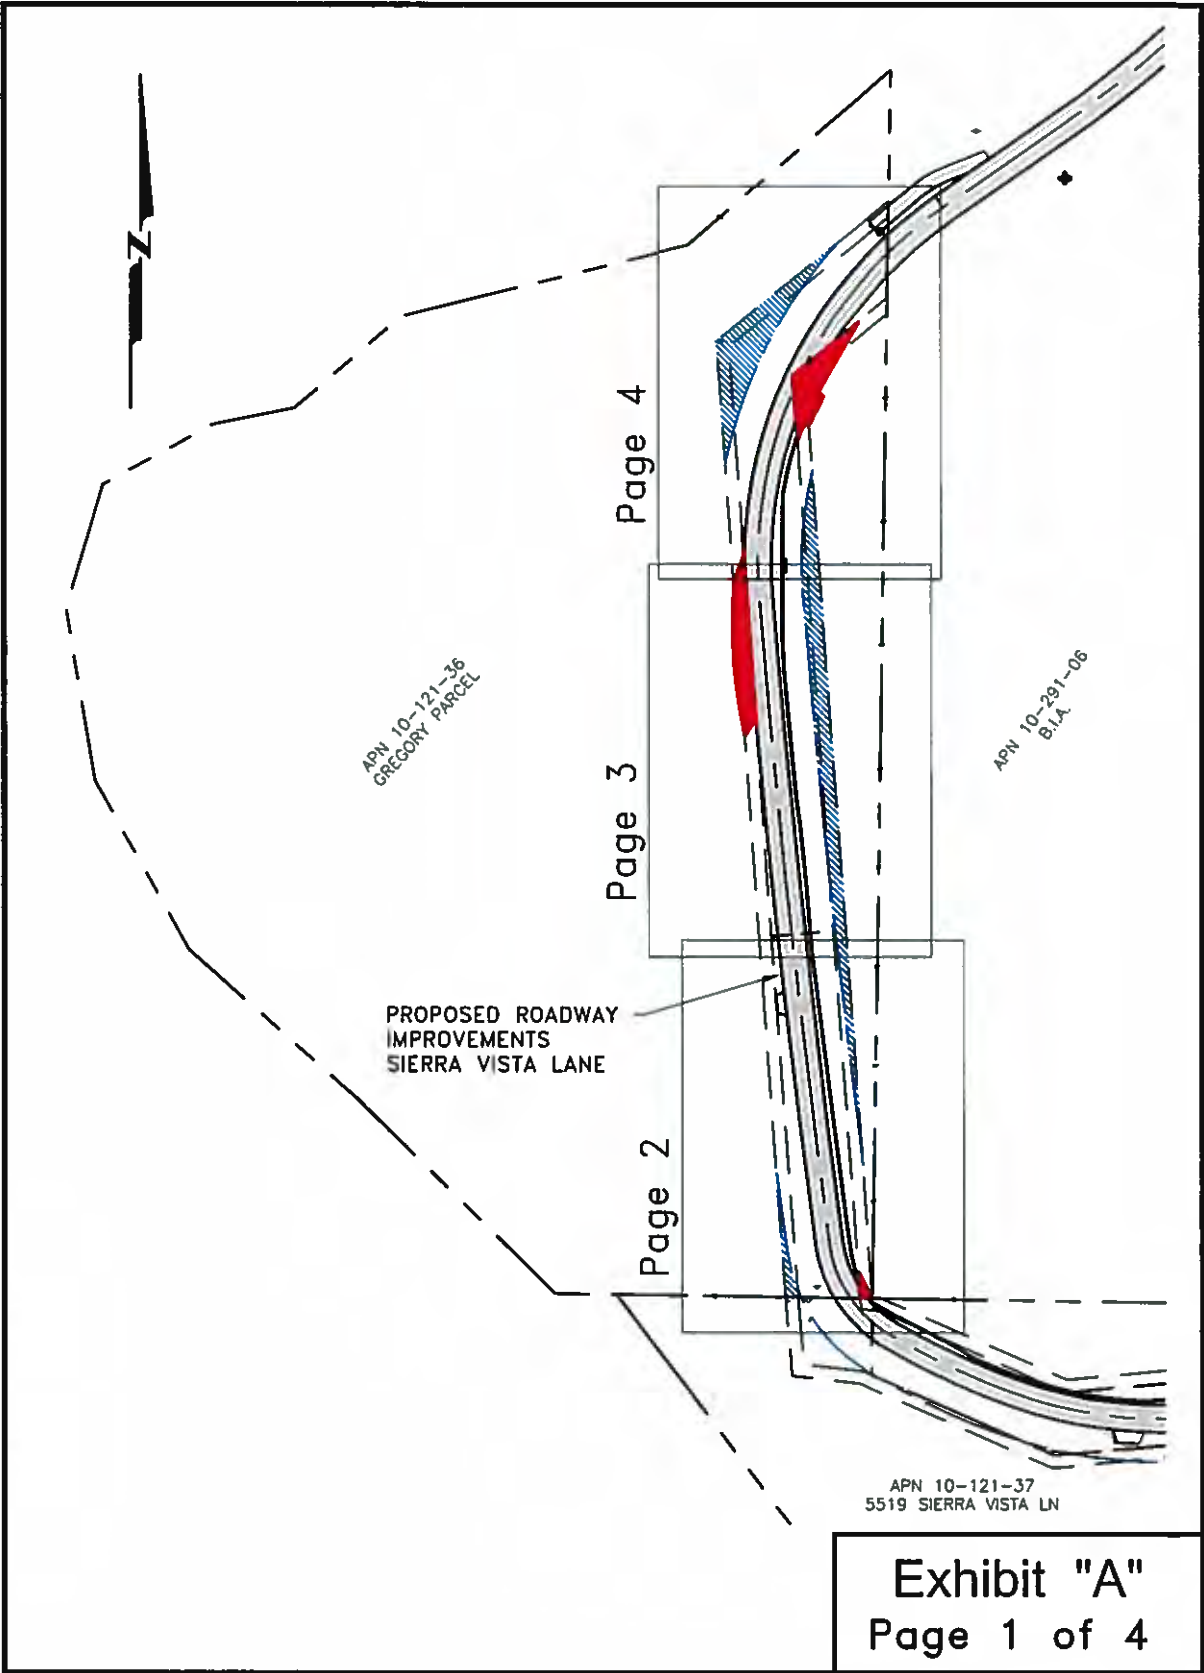 N
Page 4
APN 10-121-36
GREGORY PARCEL
APN 10-291-06
B.I.A.
Page 3
PROPOSED ROADWAY
IMPROVEMENTS
SIERRA VISTA LANE
Page 2
APN 10-121-37
5519 SIERRA VISTA LN
Exhibit "A"
Page 1 of 4